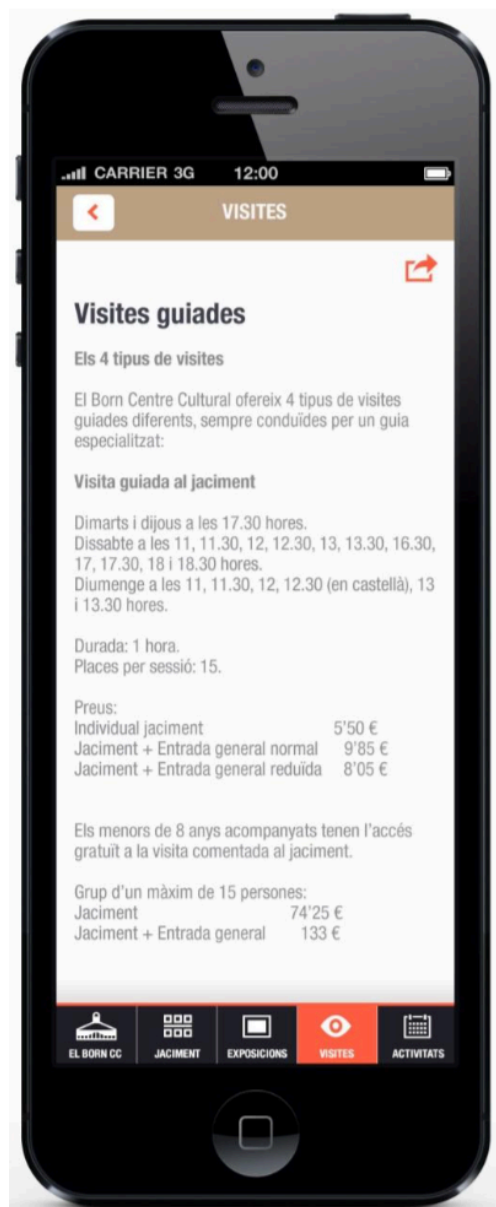 CARRIER 3G 12:00
VISITES
Visites guiades
Els 4 tipus de visites
El Born Centre Cultural ofereix 4 tipus de visites
guiades diferents, sempre conduïdes per un guia
especialitzat:
Visita guiada al jaciment
Dimarts i dijous a les 17.30 hores.
Dissabte a les 11, 11.30, 12, 12.30, 13, 13.30, 16.30,
17, 17.30, 18 i 18.30 hores.
Diumenge a les 11, 11.30, 12, 12.30 (en castellà), 13
i 13.30 hores.
Durada: 1 hora.
Places per sessió: 15.
Preus:
Individual jaciment 5'50 €
Jaciment + Entrada general normal 9'85 €
Jaciment + Entrada general reduïda 8'05 €
Els menors de 8 anys acompanyats tenen l'accés
gratuït a la visita comentada al jaciment.
Grup d'un màxim de 15 persones:
Jaciment 74'25 €
Jaciment + Entrada general 133 €
EL BORN CC JACIMENT EXPOSICIONS VISITES ACTIVITATS